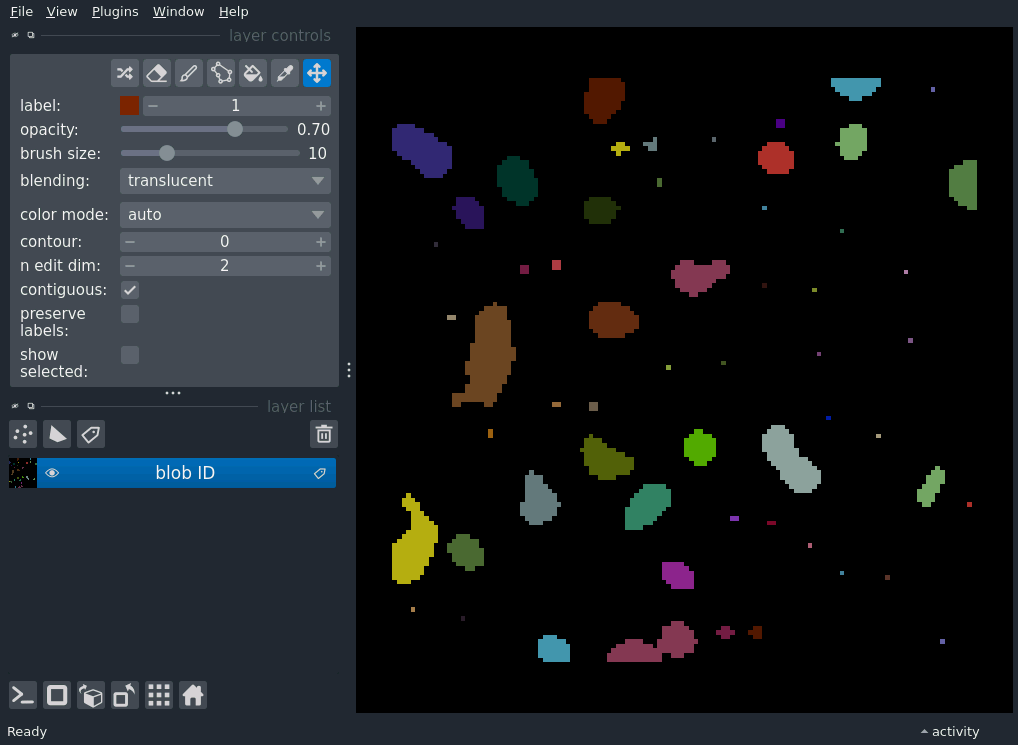 File View Plugins Window Help
layer controls
label: 1
opacity: 0.70
brush size: 10
blending: translucent
color mode: auto
contour: 0
n edit dim: 2
contiguous:
preserve
labels:
show
selected:
layer list
blob ID
Ready
activity